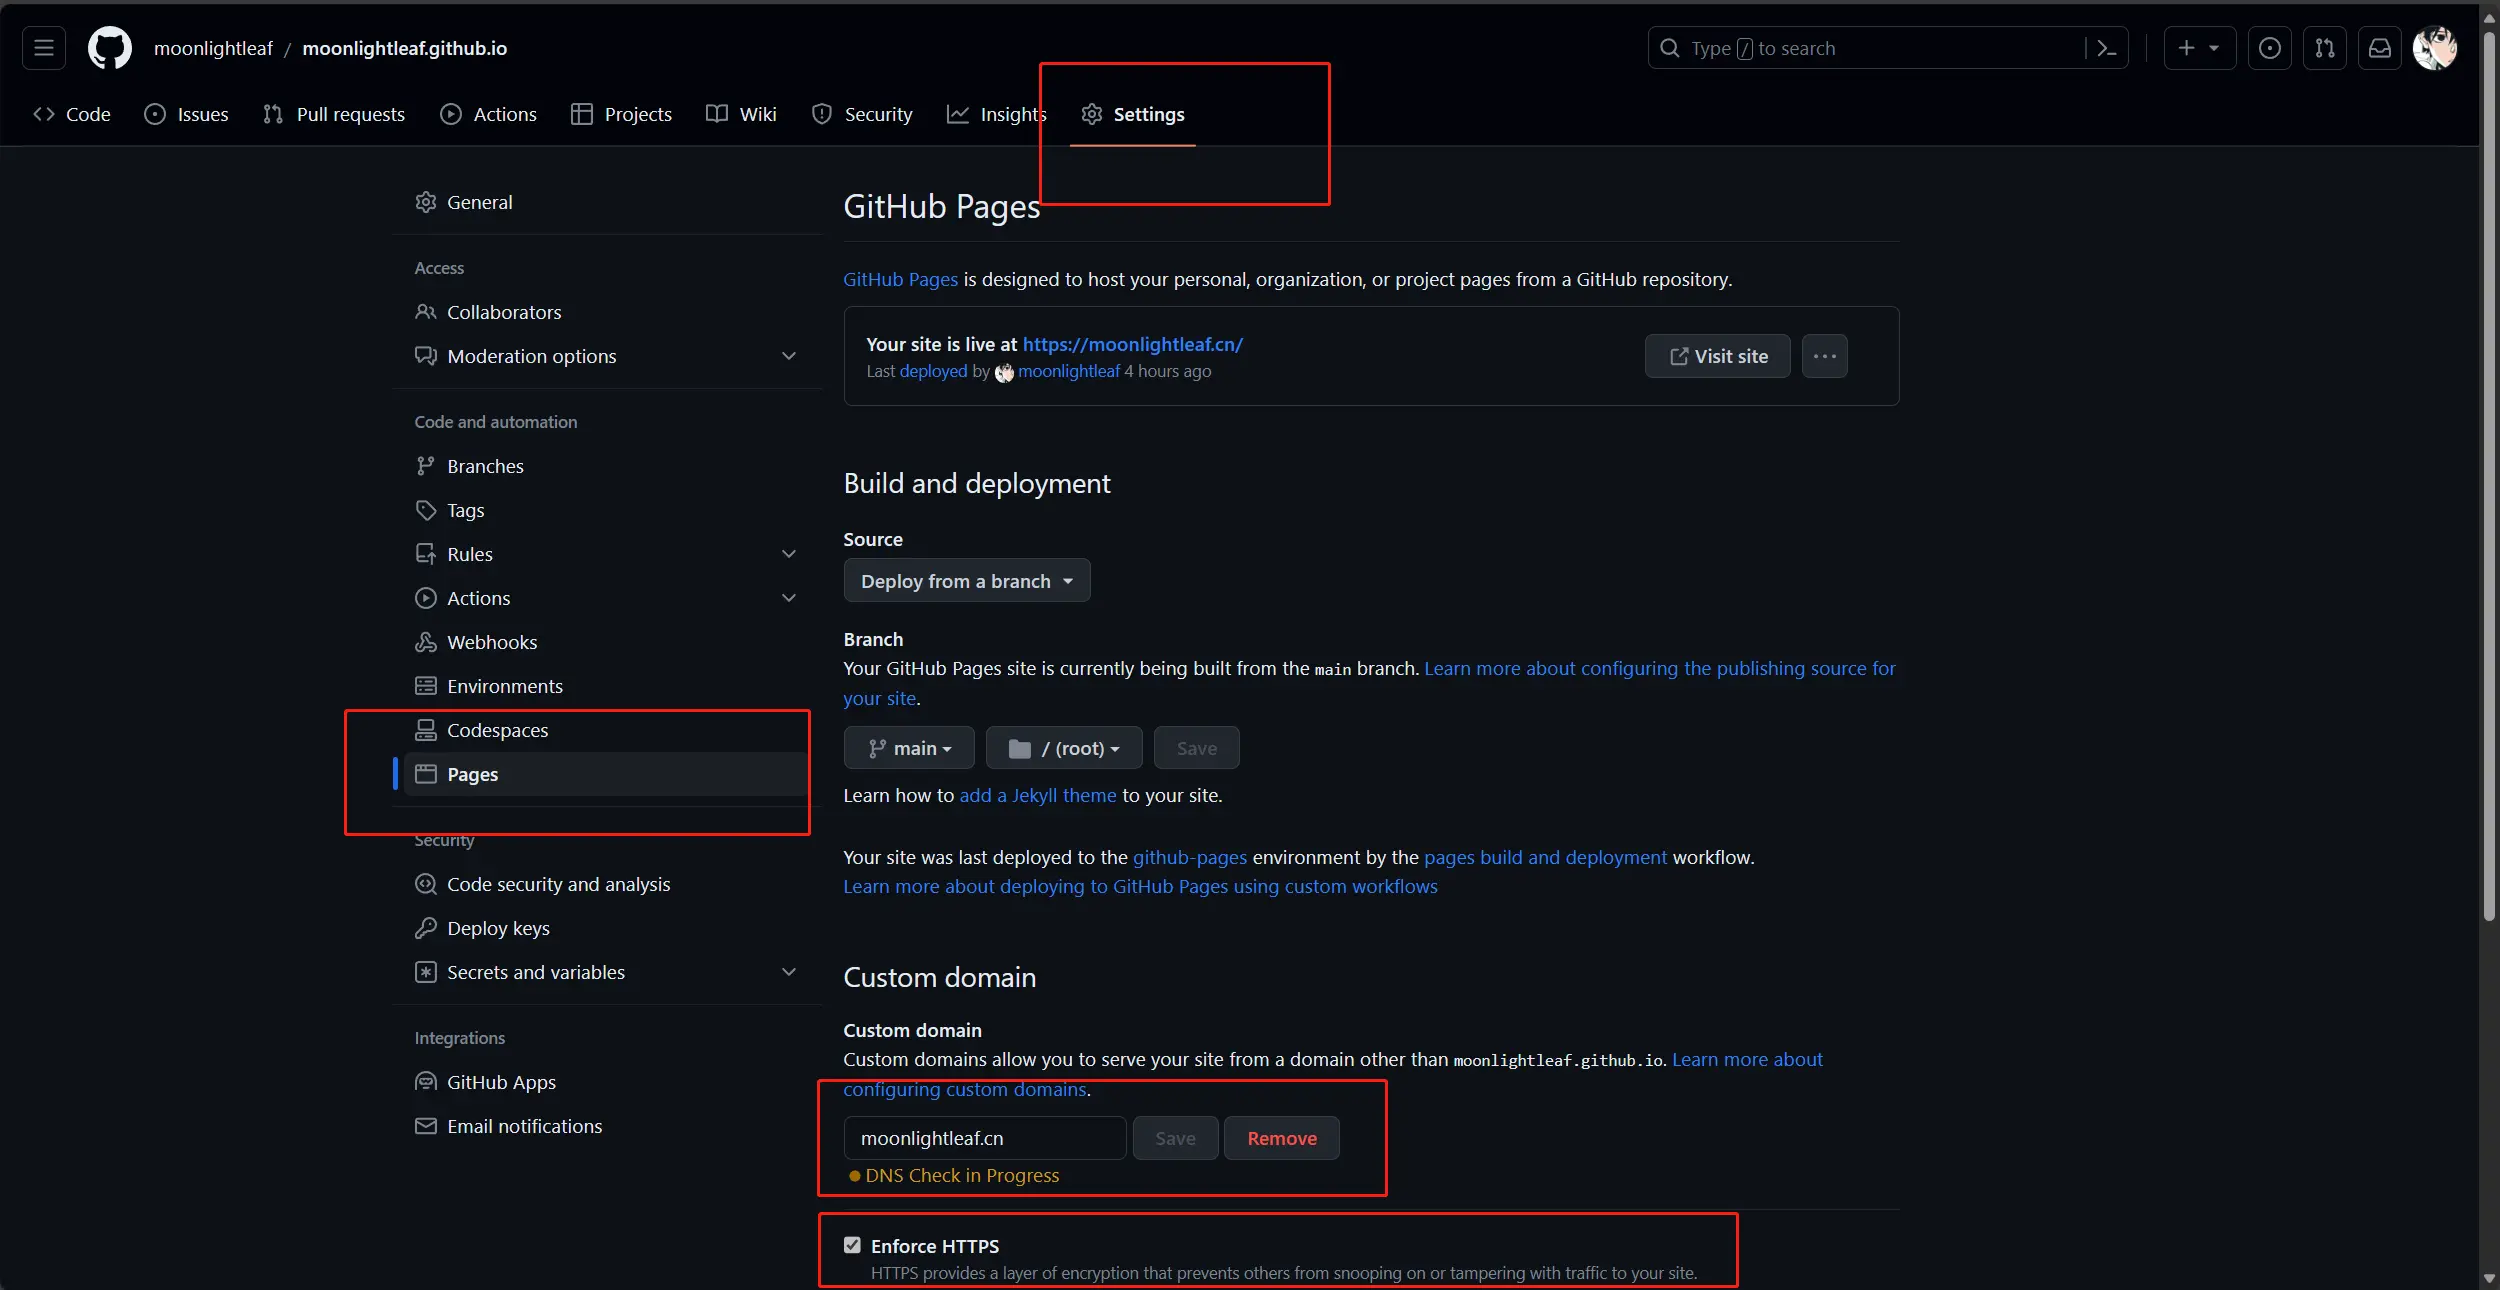 moonlightleaf / moonlightleaf.github.io
Type / to search
Code Issues Pull requests Actions Projects Wiki Security Insights Settings
General
Access
Collaborators
Moderation options
Code and automation
Branches
Tags
Rules
Actions
Webhooks
Environments
Codespaces
Pages
Security
Code security and analysis
Deploy keys
Secrets and variables
Integrations
GitHub Apps
Email notifications
GitHub Pages
GitHub Pages is designed to host your personal, organization, or project pages from a GitHub repository.
Your site is live at https://moonlightleaf.cn/
Last deployed by moonlightleaf 4 hours ago
Visit site
Build and deployment
Source
Deploy from a branch
Branch
Your GitHub Pages site is currently being built from the main branch. Learn more about configuring the publishing source for
your site.
main / (root) Save
Learn how to add a Jekyll theme to your site.
Your site was last deployed to the github-pages environment by the pages build and deployment workflow.
Learn more about deploying to GitHub Pages using custom workflows
Custom domain
Custom domain
Custom domains allow you to serve your site from a domain other than moonlightleaf.github.io. Learn more about
configuring custom domains.
moonlightleaf.cn Save Remove
DNS Check in Progress
Enforce HTTPS
HTTPS provides a layer of encryption that prevents others from snooping on or tampering with traffic to your site.